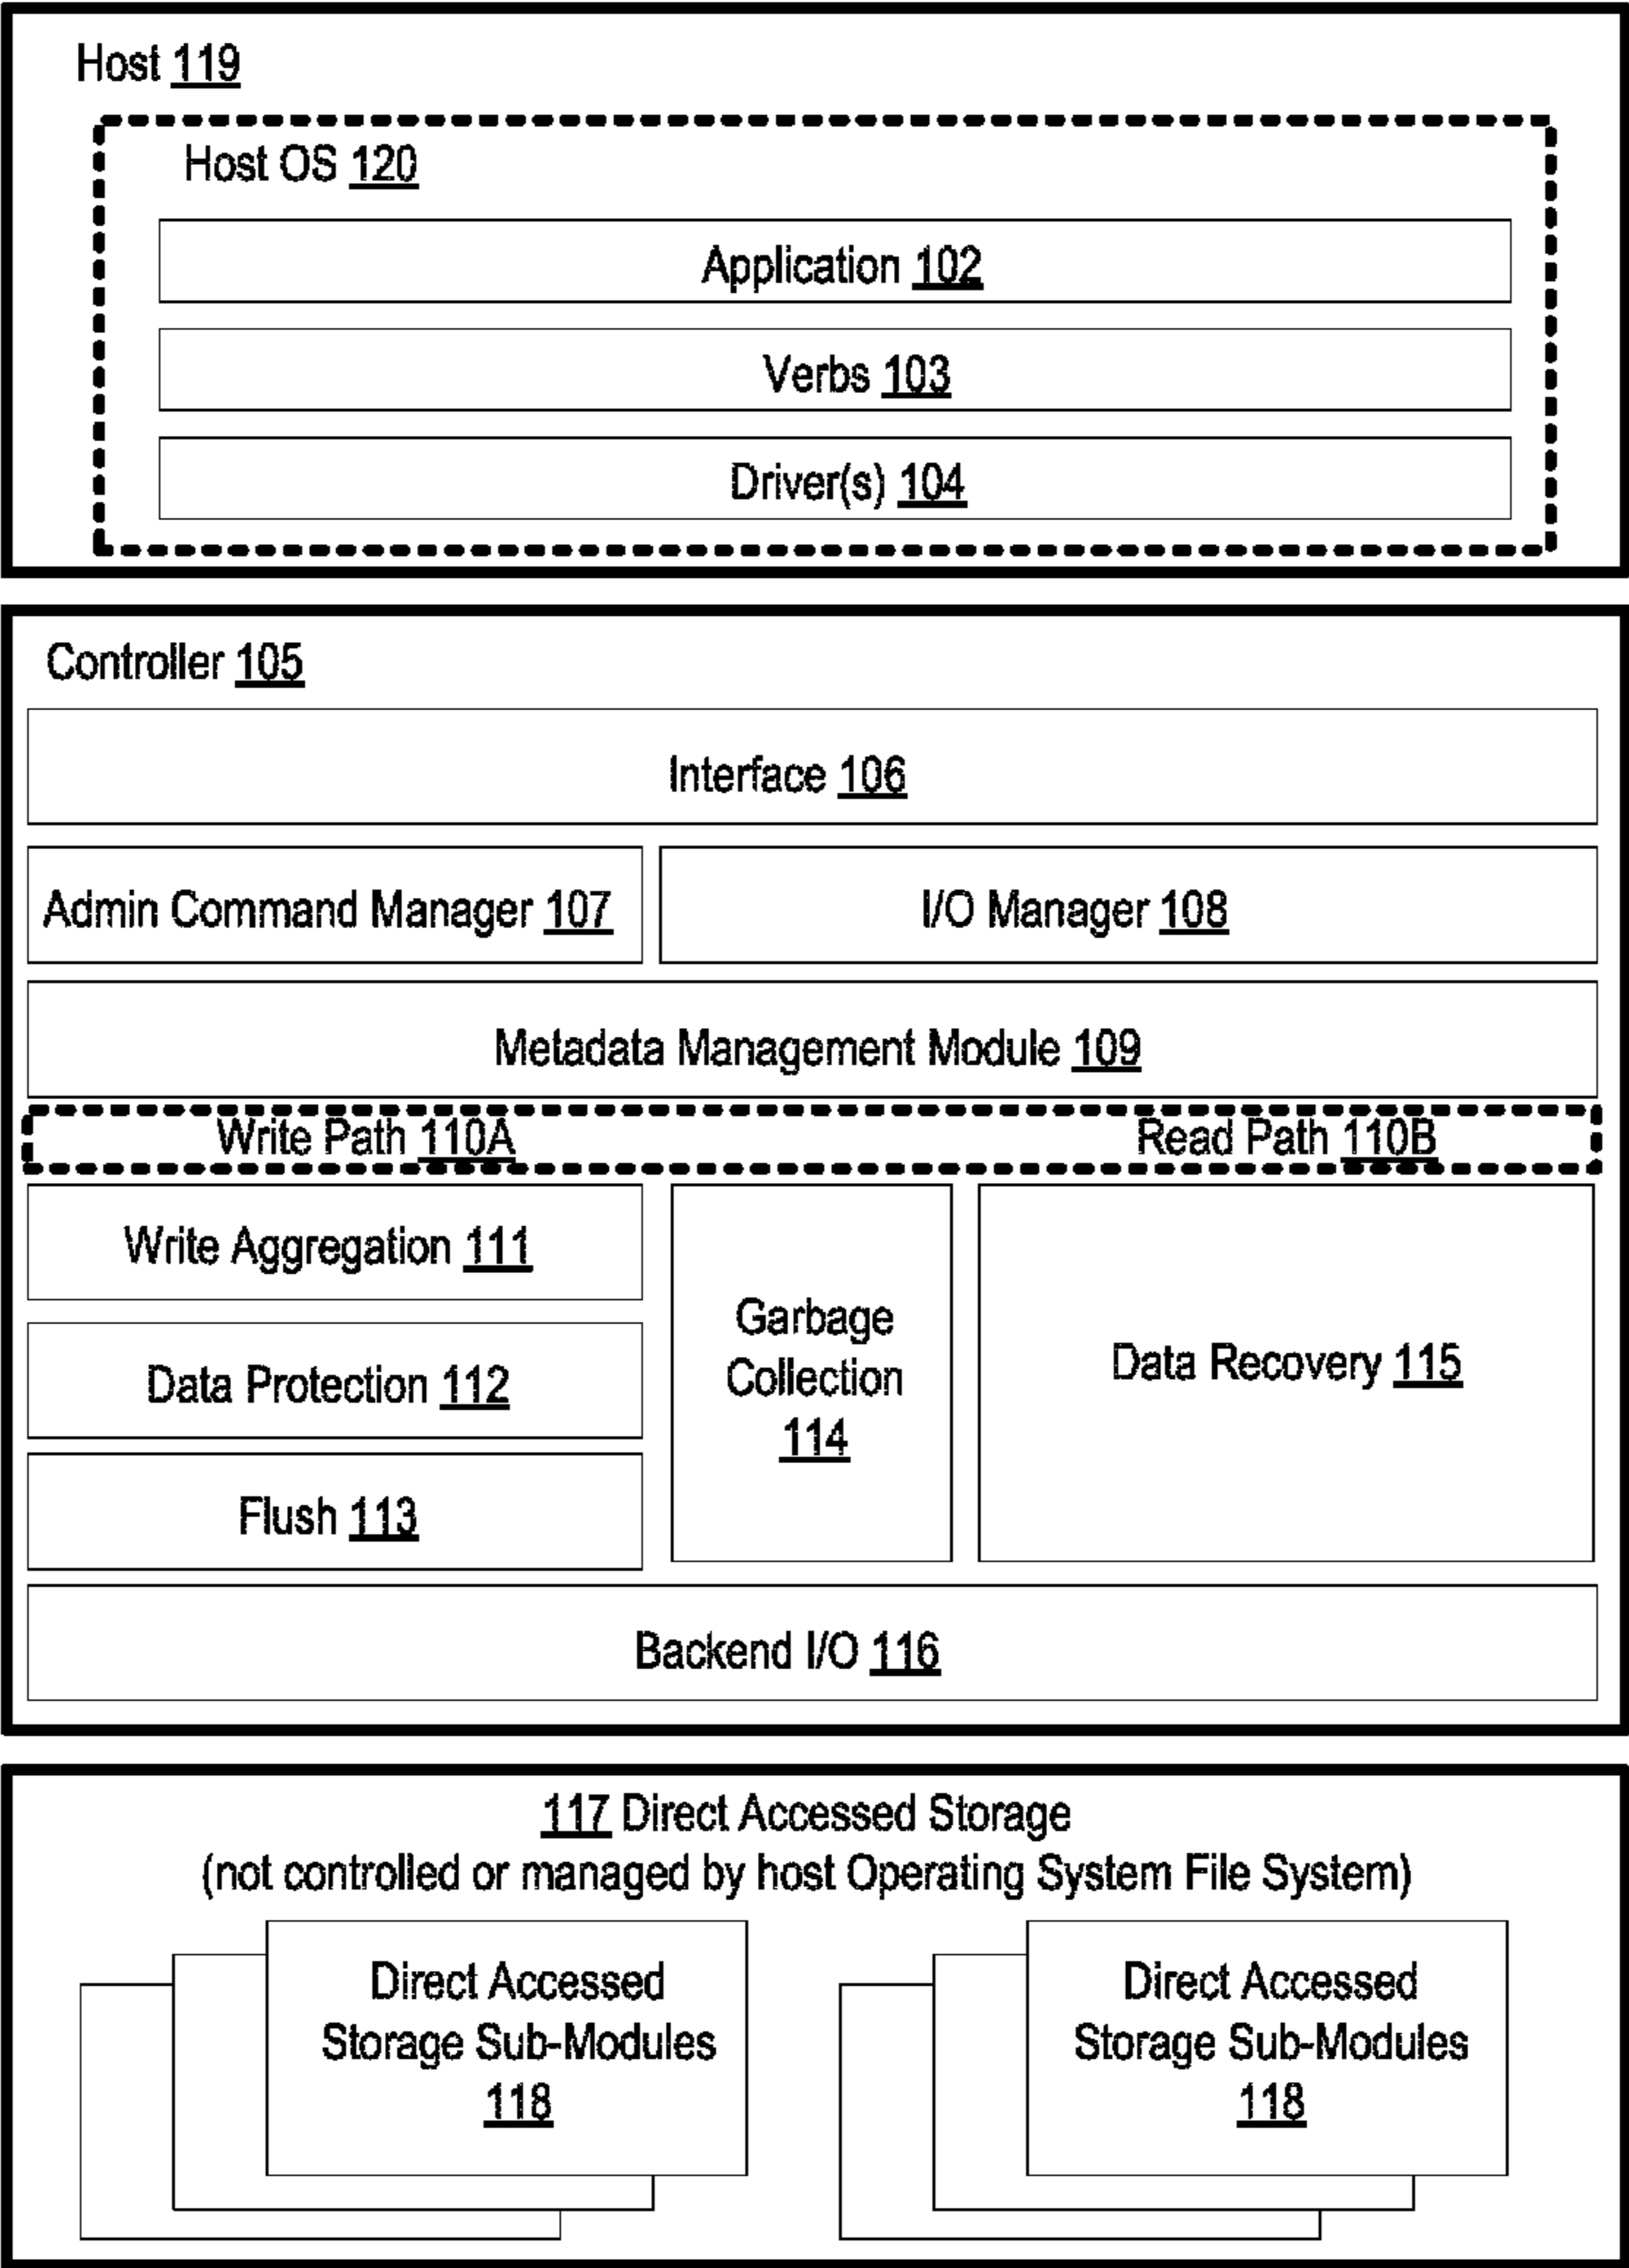 Host 119
Host OS 120
Application 102
Verbs 103
Driver(s) 104
Controller 105
Interface 106
Admin Command Manager 107
I/O Manager 108
Metadata Management Module 109
Write Path 110A
Read Path 110B
Write Aggregation 111
Data Protection 112
Flush 113
Garbage
Collection
114
Data Recovery 115
Backend I/O 116
117 Direct Accessed Storage
(not controlled or managed by host Operating System File System)
Direct Accessed
Storage Sub-Modules
118
Direct Accessed
Storage Sub-Modules
118